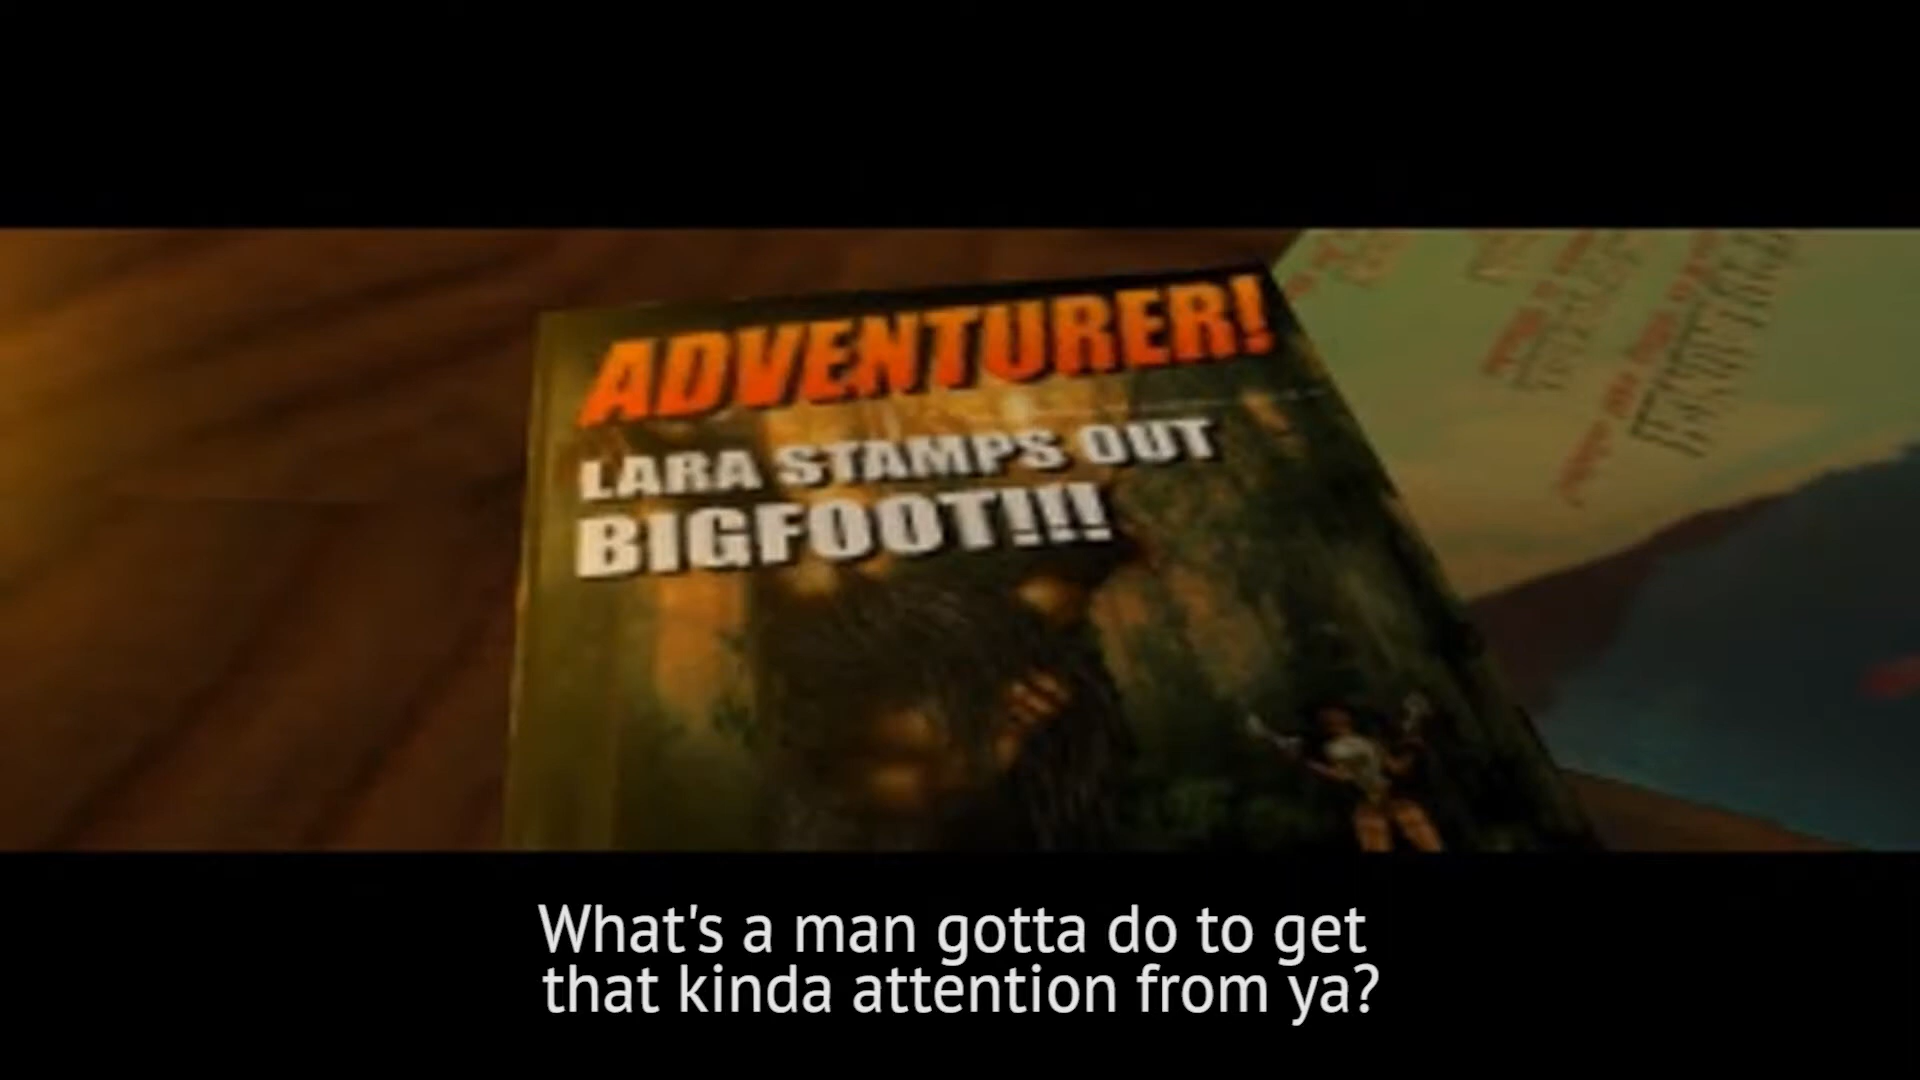 ADVENTURER!
LARA STAMPS OUT
BIGFOOT!!!
What's a man gotta do to get
that kinda attention from ya?